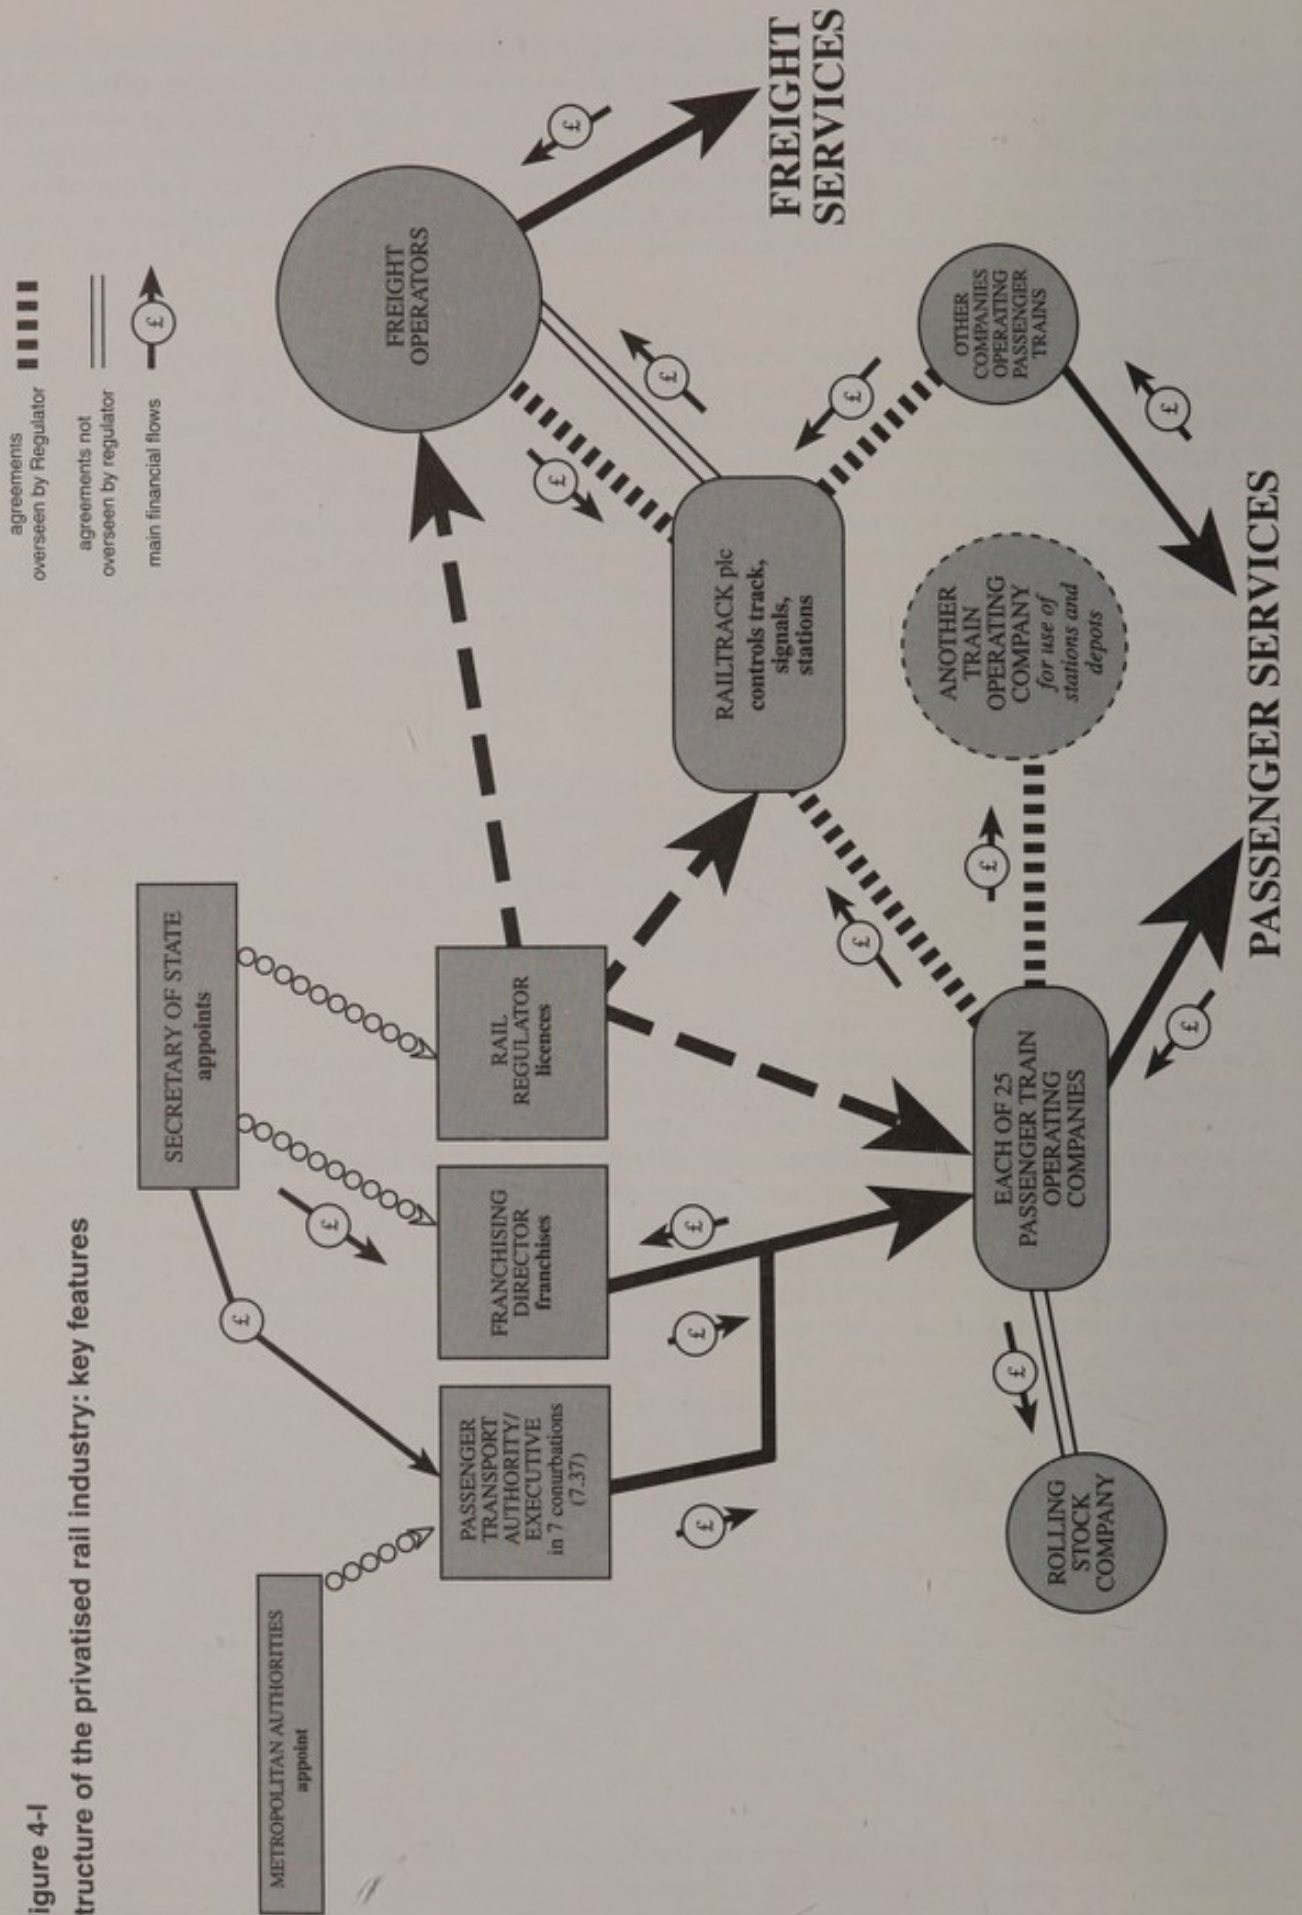 igure 4-I
tructure of the privatised rail industry: key features
agreements
overseen by Regulator
agreements not
overseen by regulator
main financial flows
£
METROPOLITAN AUTHORITIES
appoint
SECRETARY OF STATE
appoints
£
£
PASSENGER
TRANSPORT
AUTHORITY/
EXECUTIVE
in 7 conurbations
(7.37)
FRANCHISING
DIRECTOR
franchises
RAIL
REGULATOR
licences
FREIGHT
OPERATORS
£
£
£
£
£
£
RAILTRACK plc
controls track,
signals,
stations
£
FREIGHT
SERVICES
ROLLING
STOCK
COMPANY
£
EACH OF 25
PASSENGER TRAIN
OPERATING
COMPANIES
£
£
ANOTHER
TRAIN
OPERATING
COMPANY
for use of
stations and
depots
OTHER
COMPANIES
OPERATING
PASSENGER
TRAINS
£
£
PASSENGER SERVICES